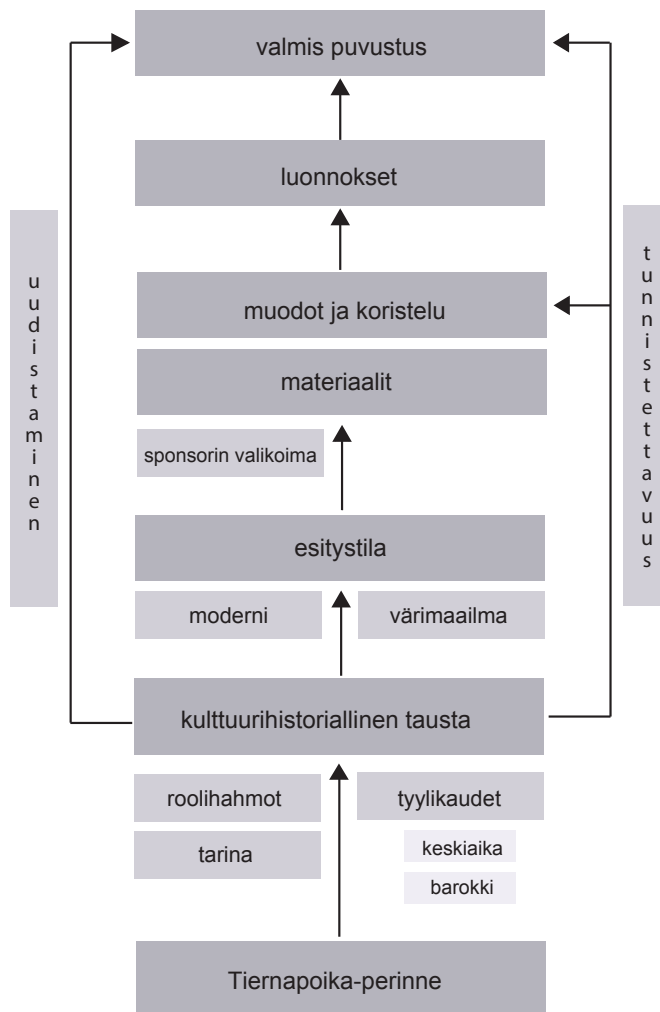 valmis puvustus
luonnokset
uudistaminen
tunnistettavuus
muodot ja koristelu
materiaalit
sponsorin valikoima
esitystila
moderni
värimaailma
kulttuurihistoriallinen tausta
roolihahmot
tyylikaudet
tarina
keskiaika
barokki
Tiernapoika-perinne